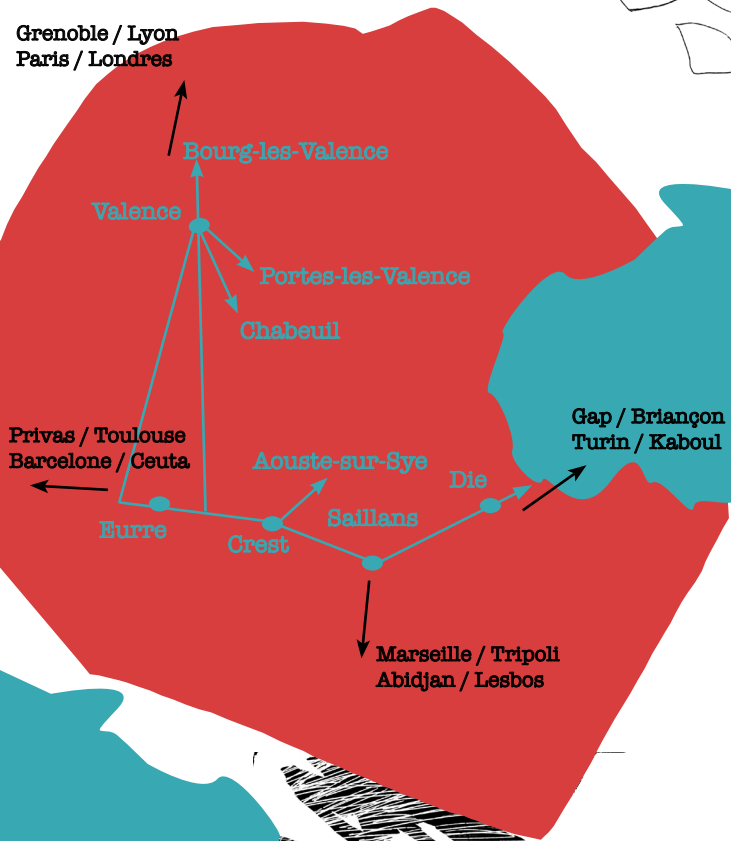 Grenoble / Lyon
Paris / Londres
Bourg-les-Valence
Valence
Portes-les-Valence
Chabeuil
Gap / Briançon
Turin / Kaboul
Privas / Toulouse
Barcelone / Ceuta
Aouste-sur-Sye
Die
Saillans
Eurre
Crest
Marseille / Tripoli
Abidjan / Lesbos